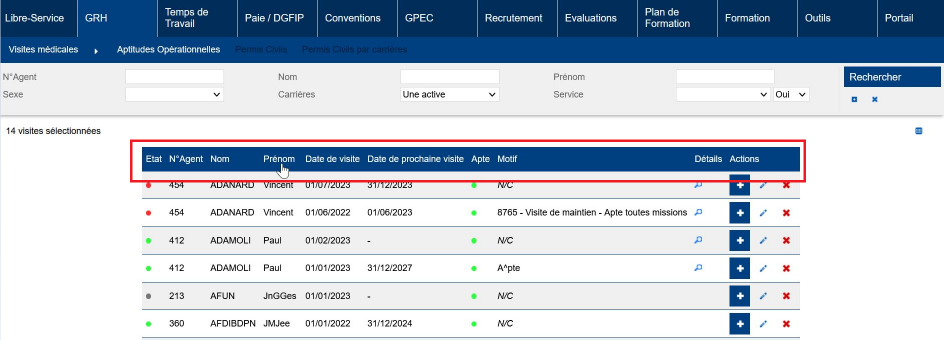 Libre-Service GRH Temps de Travail Paie / DGFIP Conventions GPEC Recrutement Evaluations Plan de Formation Formation Outils Portail
Visites médicales Aptitudes Opérationnelles Permis Civils Permis Civils par carrières
N°Agent Nom Prénom Rechercher
Sexe Carrières Une active Service Oui
14 visites sélectionnées
Etat N°Agent Nom Prénom Date de visite Date de prochaine visite Apte Motif Détails Actions
454 ADANARD Vincent 01/07/2023 31/12/2023 N/C
454 ADANARD Vincent 01/06/2022 01/06/2023 8765 - Visite de maintien - Apte toutes missions
412 ADAMOLI Paul 01/02/2023 - N/C
412 ADAMOLI Paul 01/01/2023 31/12/2027 A^pte
213 AFUN JnGGes 01/01/2023 - N/C
360 AFDIBDPN JMJee 01/01/2022 31/12/2024 N/C